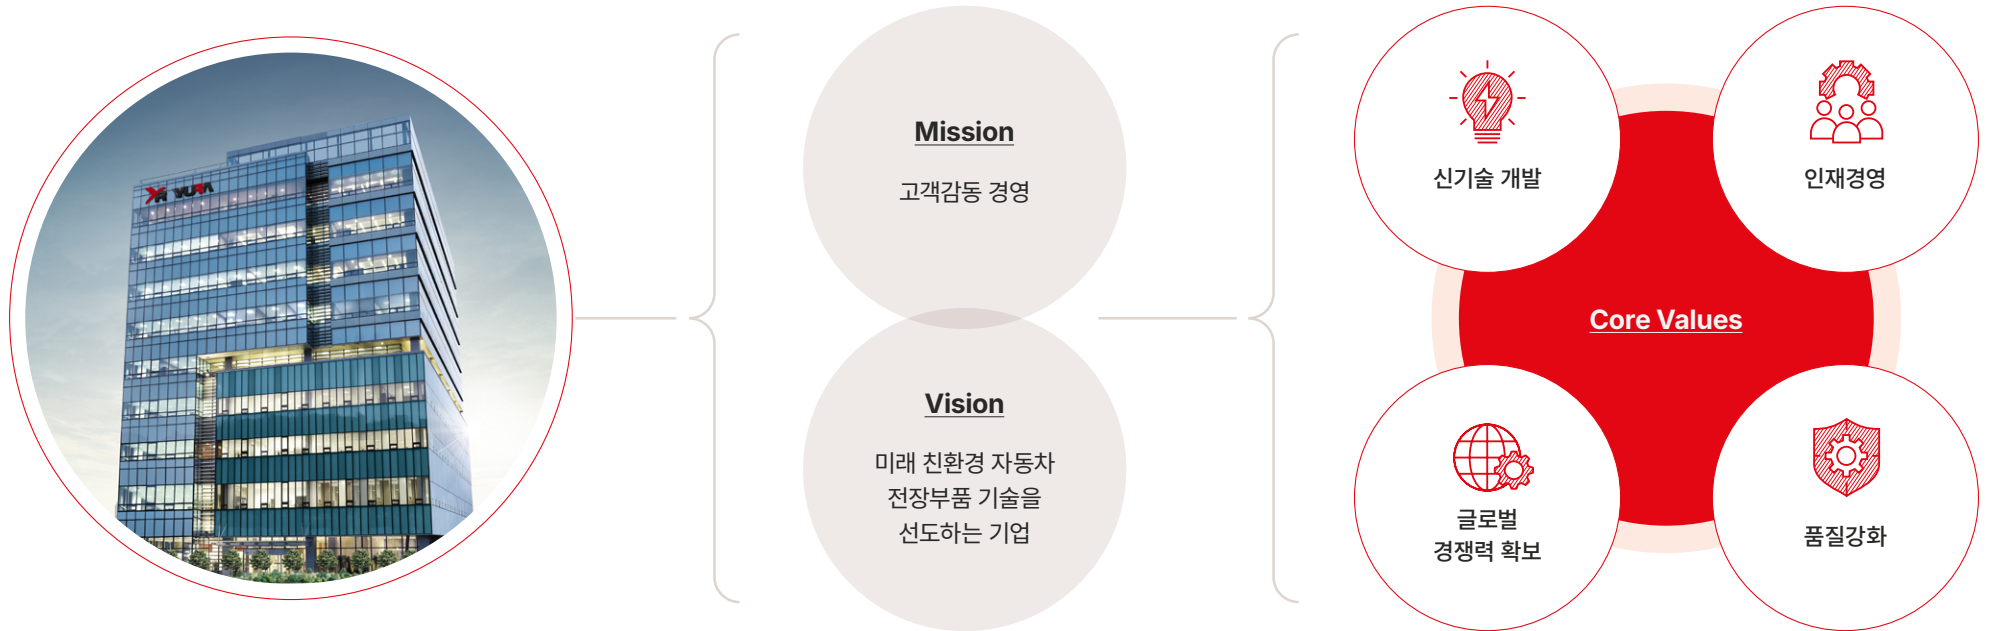 YURA
Mission
고객감동 경영
Vision
미래 친환경 자동차
전장부품 기술을
선도하는 기업
신기술 개발
인재경영
Core Values
글로벌
경쟁력 확보
품질강화